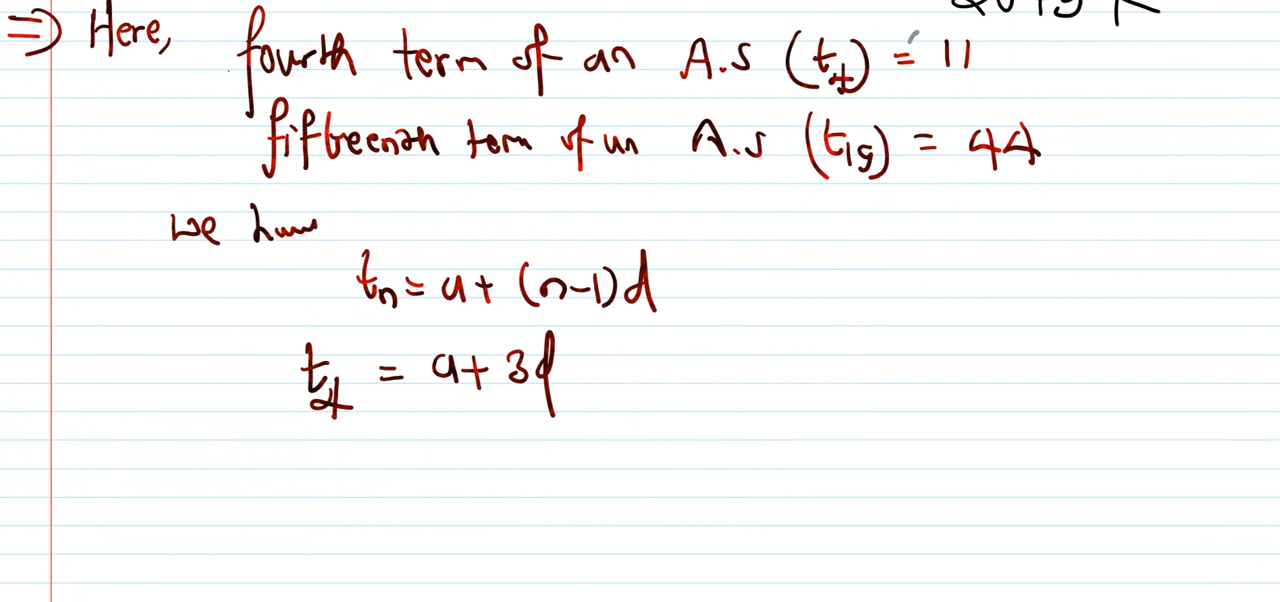 ⇒ Here, fourth term of an A.S (t₄) = 11
fifteenth term of an A.S (t₁₅) = 44
we have
tₙ = a + (n-1)d
t₄ = a + 3d